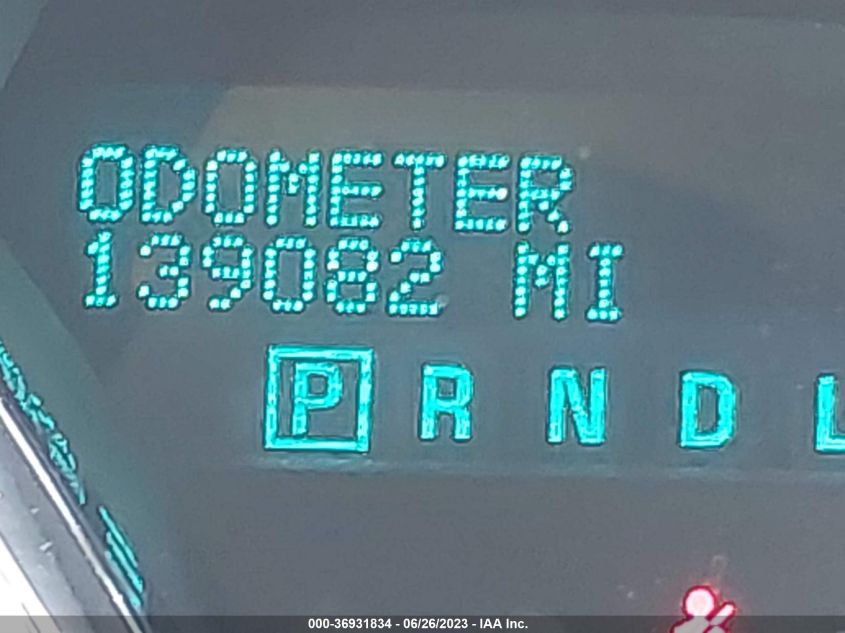 ODOMETER
139082 MI
P R N D L
000-36931834 - 06/26/2023 - IAA Inc.